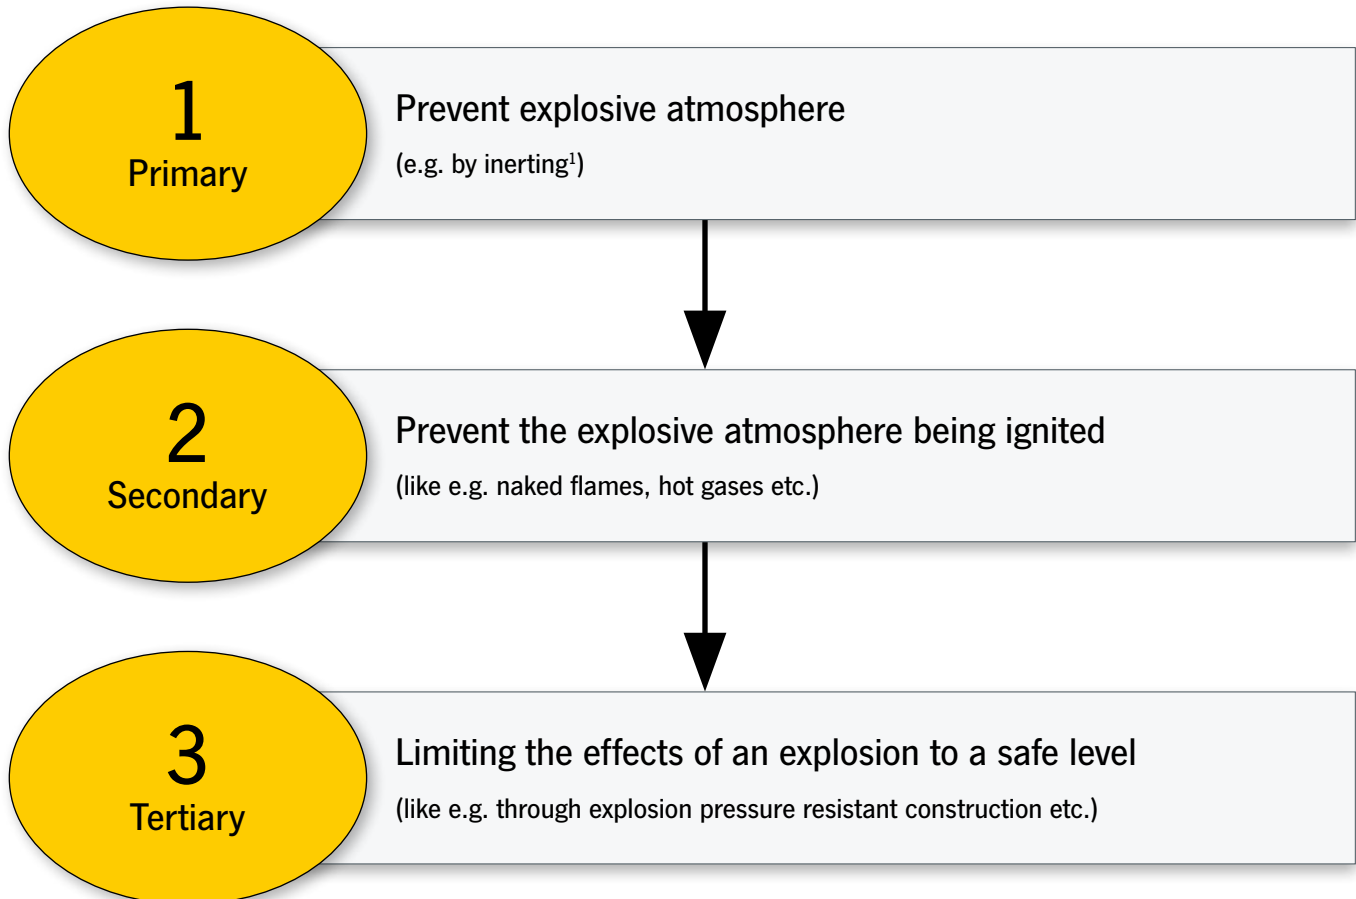 1
Primary
Prevent explosive atmosphere
(e.g. by inerting¹)
2
Secondary
Prevent the explosive atmosphere being ignited
(like e.g. naked flames, hot gases etc.)
3
Tertiary
Limiting the effects of an explosion to a safe level
(like e.g. through explosion pressure resistant construction etc.)